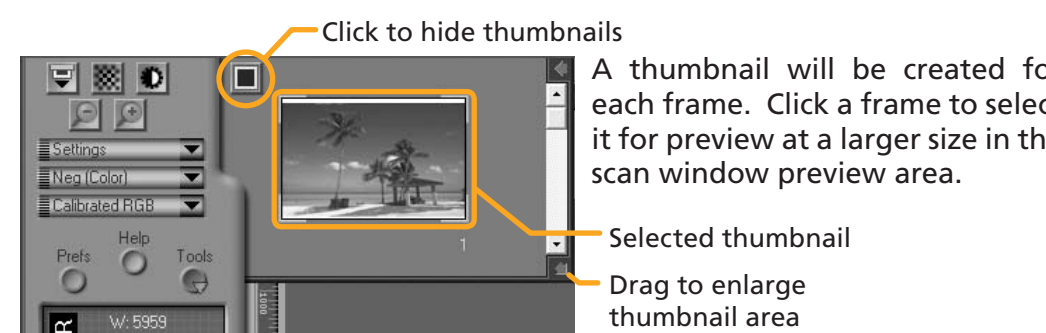 Click to hide thumbnails
A thumbnail will be created fo
each frame. Click a frame to selec
it for preview at a larger size in th
scan window preview area.
Settings
Neg (Color)
Calibrated RGB
Prefs
Help
Tools
1
Selected thumbnail
Drag to enlarge
thumbnail area
R
W: 5959
1000